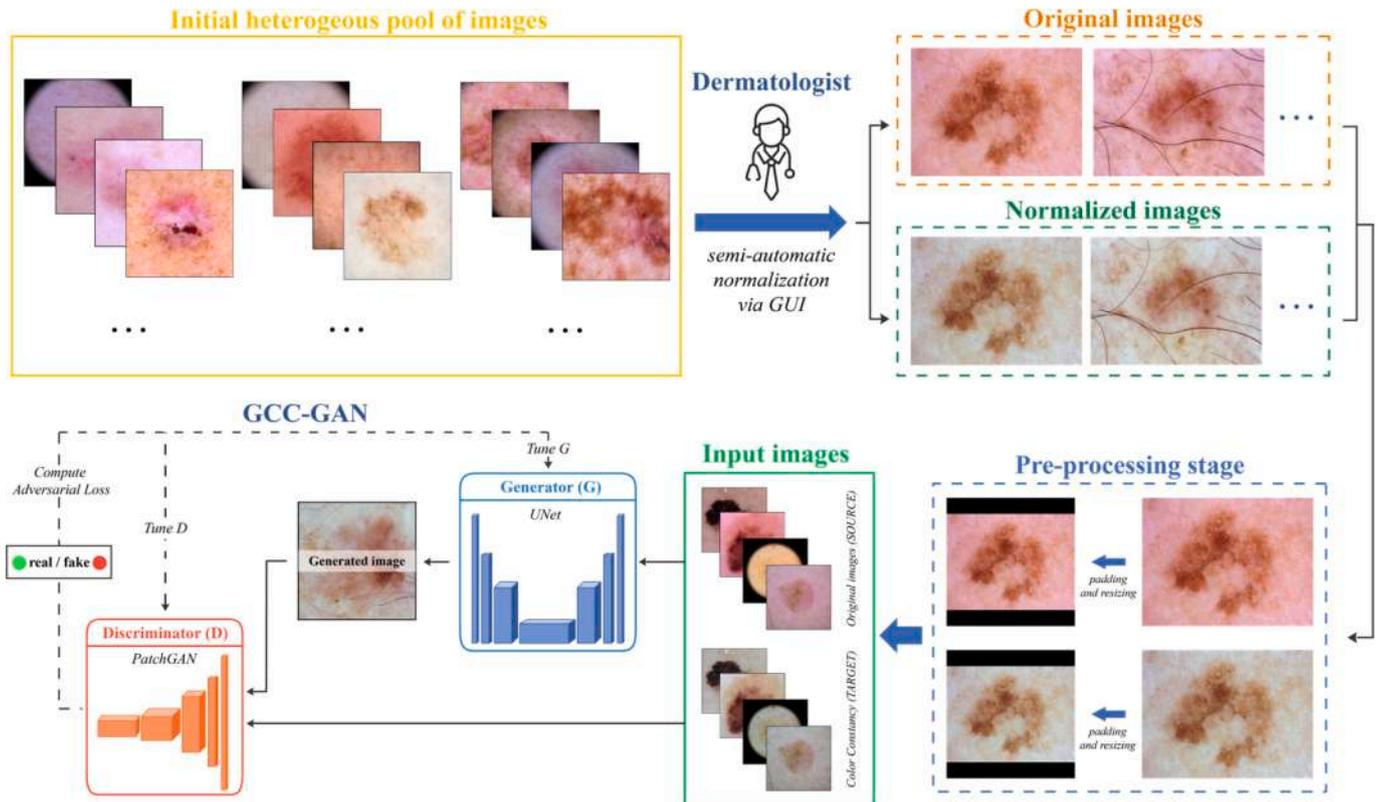 Initial heterogeous pool of images
Dermatologist
semi-automatic
normalization
via GUI
Original images
Normalized images
GCC-GAN
Compute
Adversarial Loss
Tune D
Tune G
real / fake
Discriminator (D)
PatchGAN
Generated image
Generator (G)
UNet
Input images
Original images (SOURCE)
Color Constancy (TARGET)
Pre-processing stage
padding
and resizing
padding
and resizing